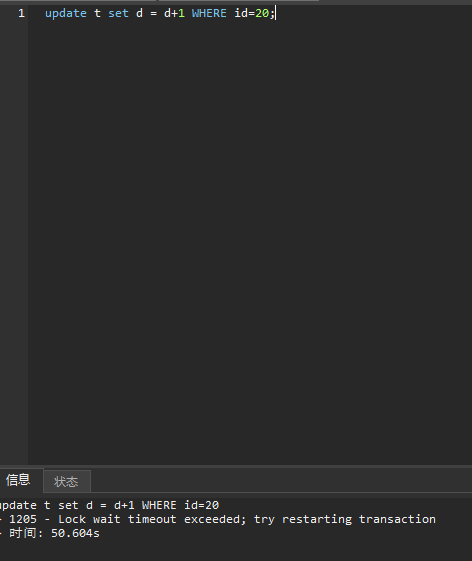 1 update t set d = d+1 WHERE id=20;
信息 状态
update t set d = d+1 WHERE id=20
> 1205 - Lock wait timeout exceeded; try restarting transaction
> 时间: 50.604s